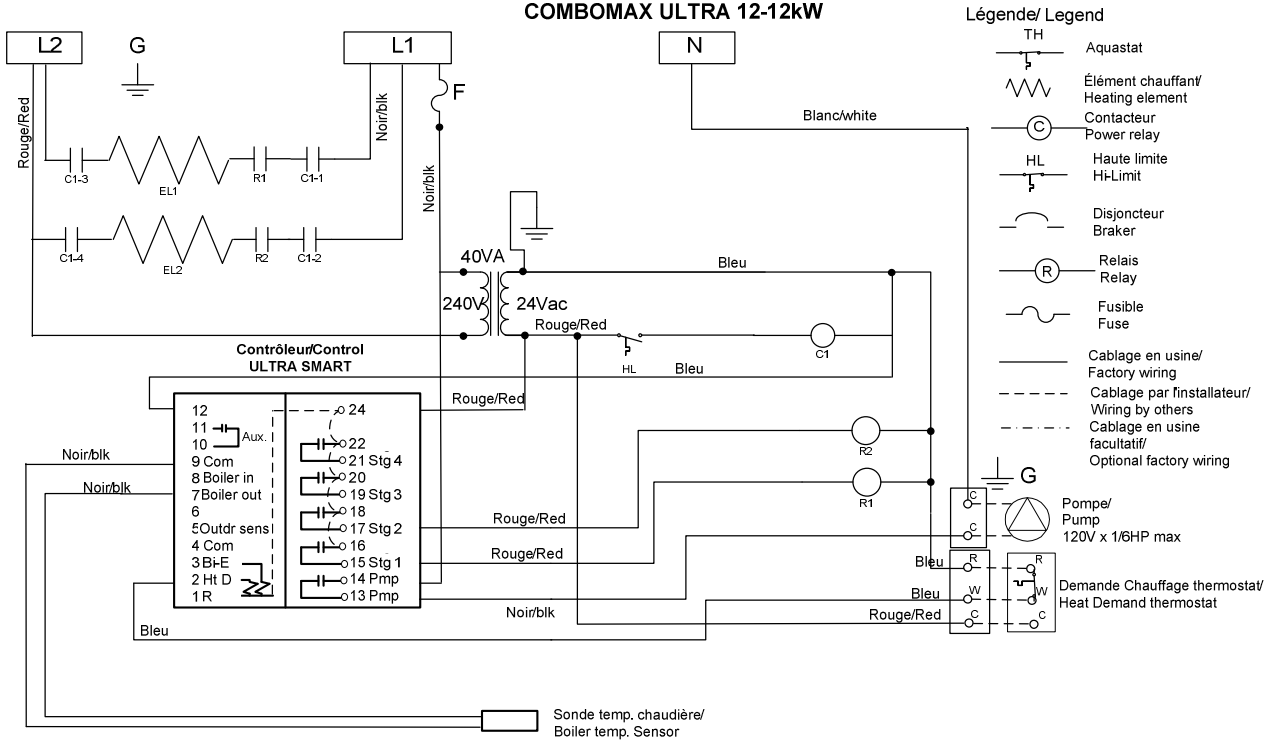 COMBOMAX ULTRA 12-12kW
L2
G
L1
N
F
Rouge/Red
Noir/blk
Noir/blk
Blanc/white
C1-3
EL1
R1
C1-1
C1-4
EL2
R2
C1-2
40VA
240V
24Vac
Bleu
Rouge/Red
HL
C1
Bleu
Rouge/Red
Contrôleur/Control
ULTRA SMART
12
11
10
Aux.
9 Com
8 Boiler in
7 Boiler out
6
5 Outdr sens
4 Com
3 Bi-E
2 Ht D
1 R
24
22
21 Stg 4
20
19 Stg 3
18
17 Stg 2
16
15 Stg 1
14 Pmp
13 Pmp
Noir/blk
Noir/blk
Bleu
Rouge/Red
Rouge/Red
Noir/blk
R2
R1
Bleu
Bleu
Rouge/Red
C
C
R
W
C
R
W
C
G
Pompe/
Pump
120V x 1/6HP max
Demande Chauffage thermostat/
Heat Demand thermostat
Sonde temp. chaudière/
Boiler temp. Sensor
Légende/ Legend
TH
Aquastat
Élément chauffant/
Heating element
C
Contacteur
Power relay
HL
Haute limite
Hi-Limit
Disjoncteur
Braker
R
Relais
Relay
Fusible
Fuse
Cablage en usine/
Factory wiring
Cablage par l'installateur/
Wiring by others
Cablage en usine
facultatif/
Optional factory wiring